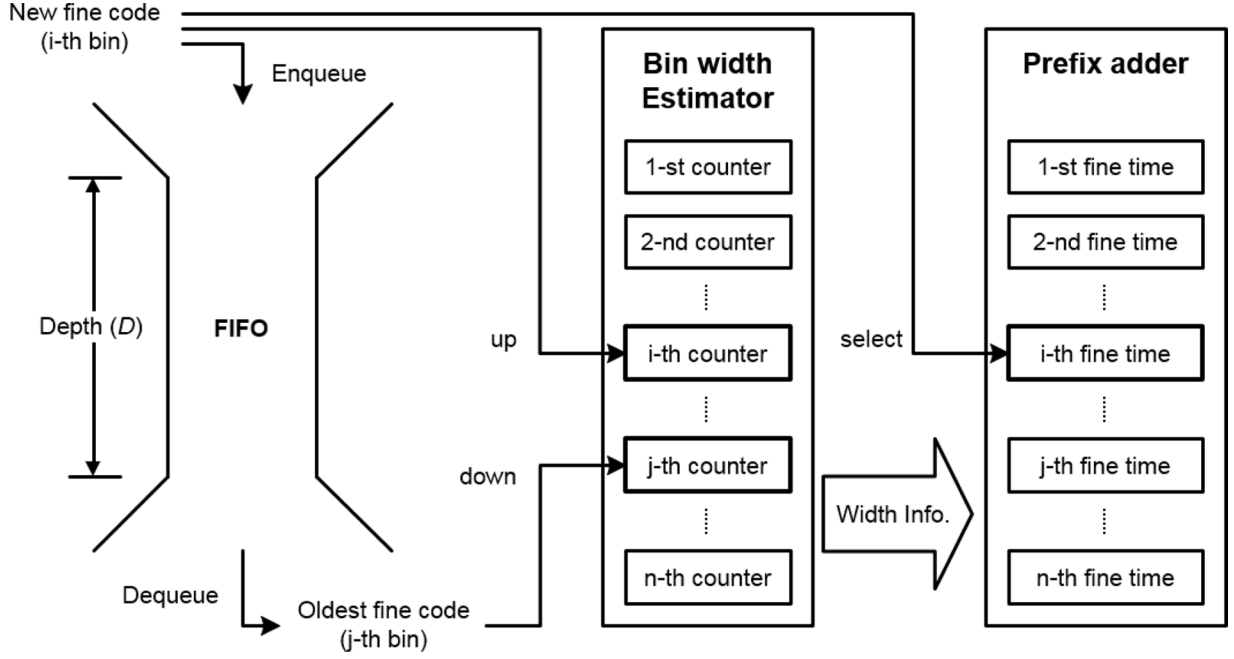 New fine code
(i-th bin)
Enqueue
Depth (D)
FIFO
Dequeue
Oldest fine code
(j-th bin)
up
down
Bin width
Estimator
1-st counter
2-nd counter
i-th counter
j-th counter
n-th counter
Width Info.
select
Prefix adder
1-st fine time
2-nd fine time
i-th fine time
j-th fine time
n-th fine time